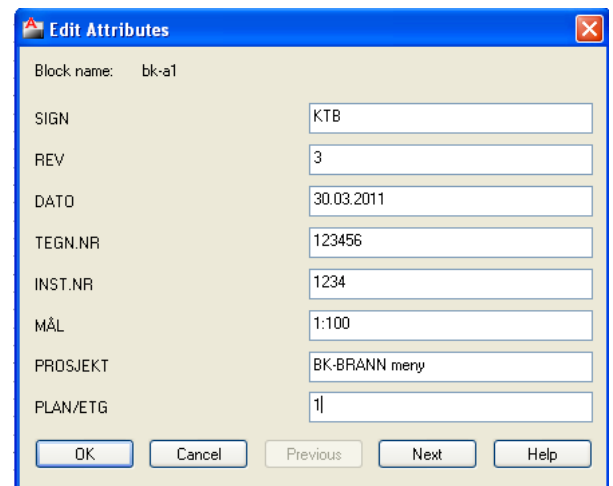 Edit Attributes
Block name: bk-a1
SIGN KTB
REV 3
DATO 30.03.2011
TEGN.NR 123456
INST.NR 1234
MÅL 1:100
PROSJEKT BK-BRANN meny
PLAN/ETG 1
OK Cancel Previous Next Help